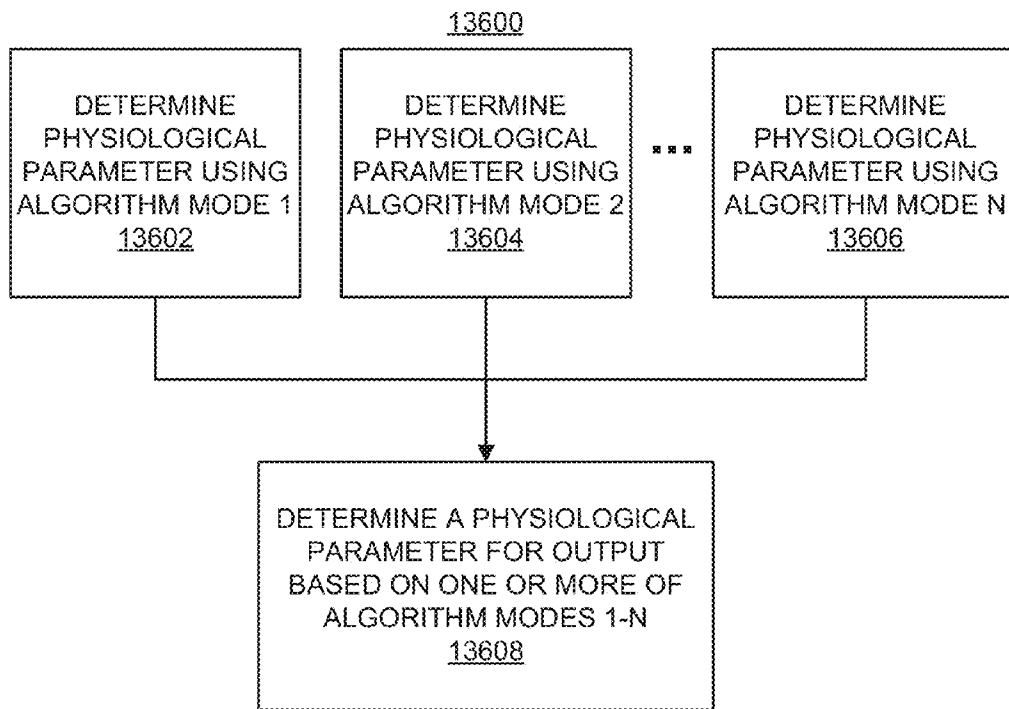 13600
DETERMINE
PHYSIOLOGICAL
PARAMETER USING
ALGORITHM MODE 1
13602
DETERMINE
PHYSIOLOGICAL
PARAMETER USING
ALGORITHM MODE 2
13604
...
DETERMINE
PHYSIOLOGICAL
PARAMETER USING
ALGORITHM MODE N
13606
DETERMINE A PHYSIOLOGICAL
PARAMETER FOR OUTPUT
BASED ON ONE OR MORE OF
ALGORITHM MODES 1-N
13608